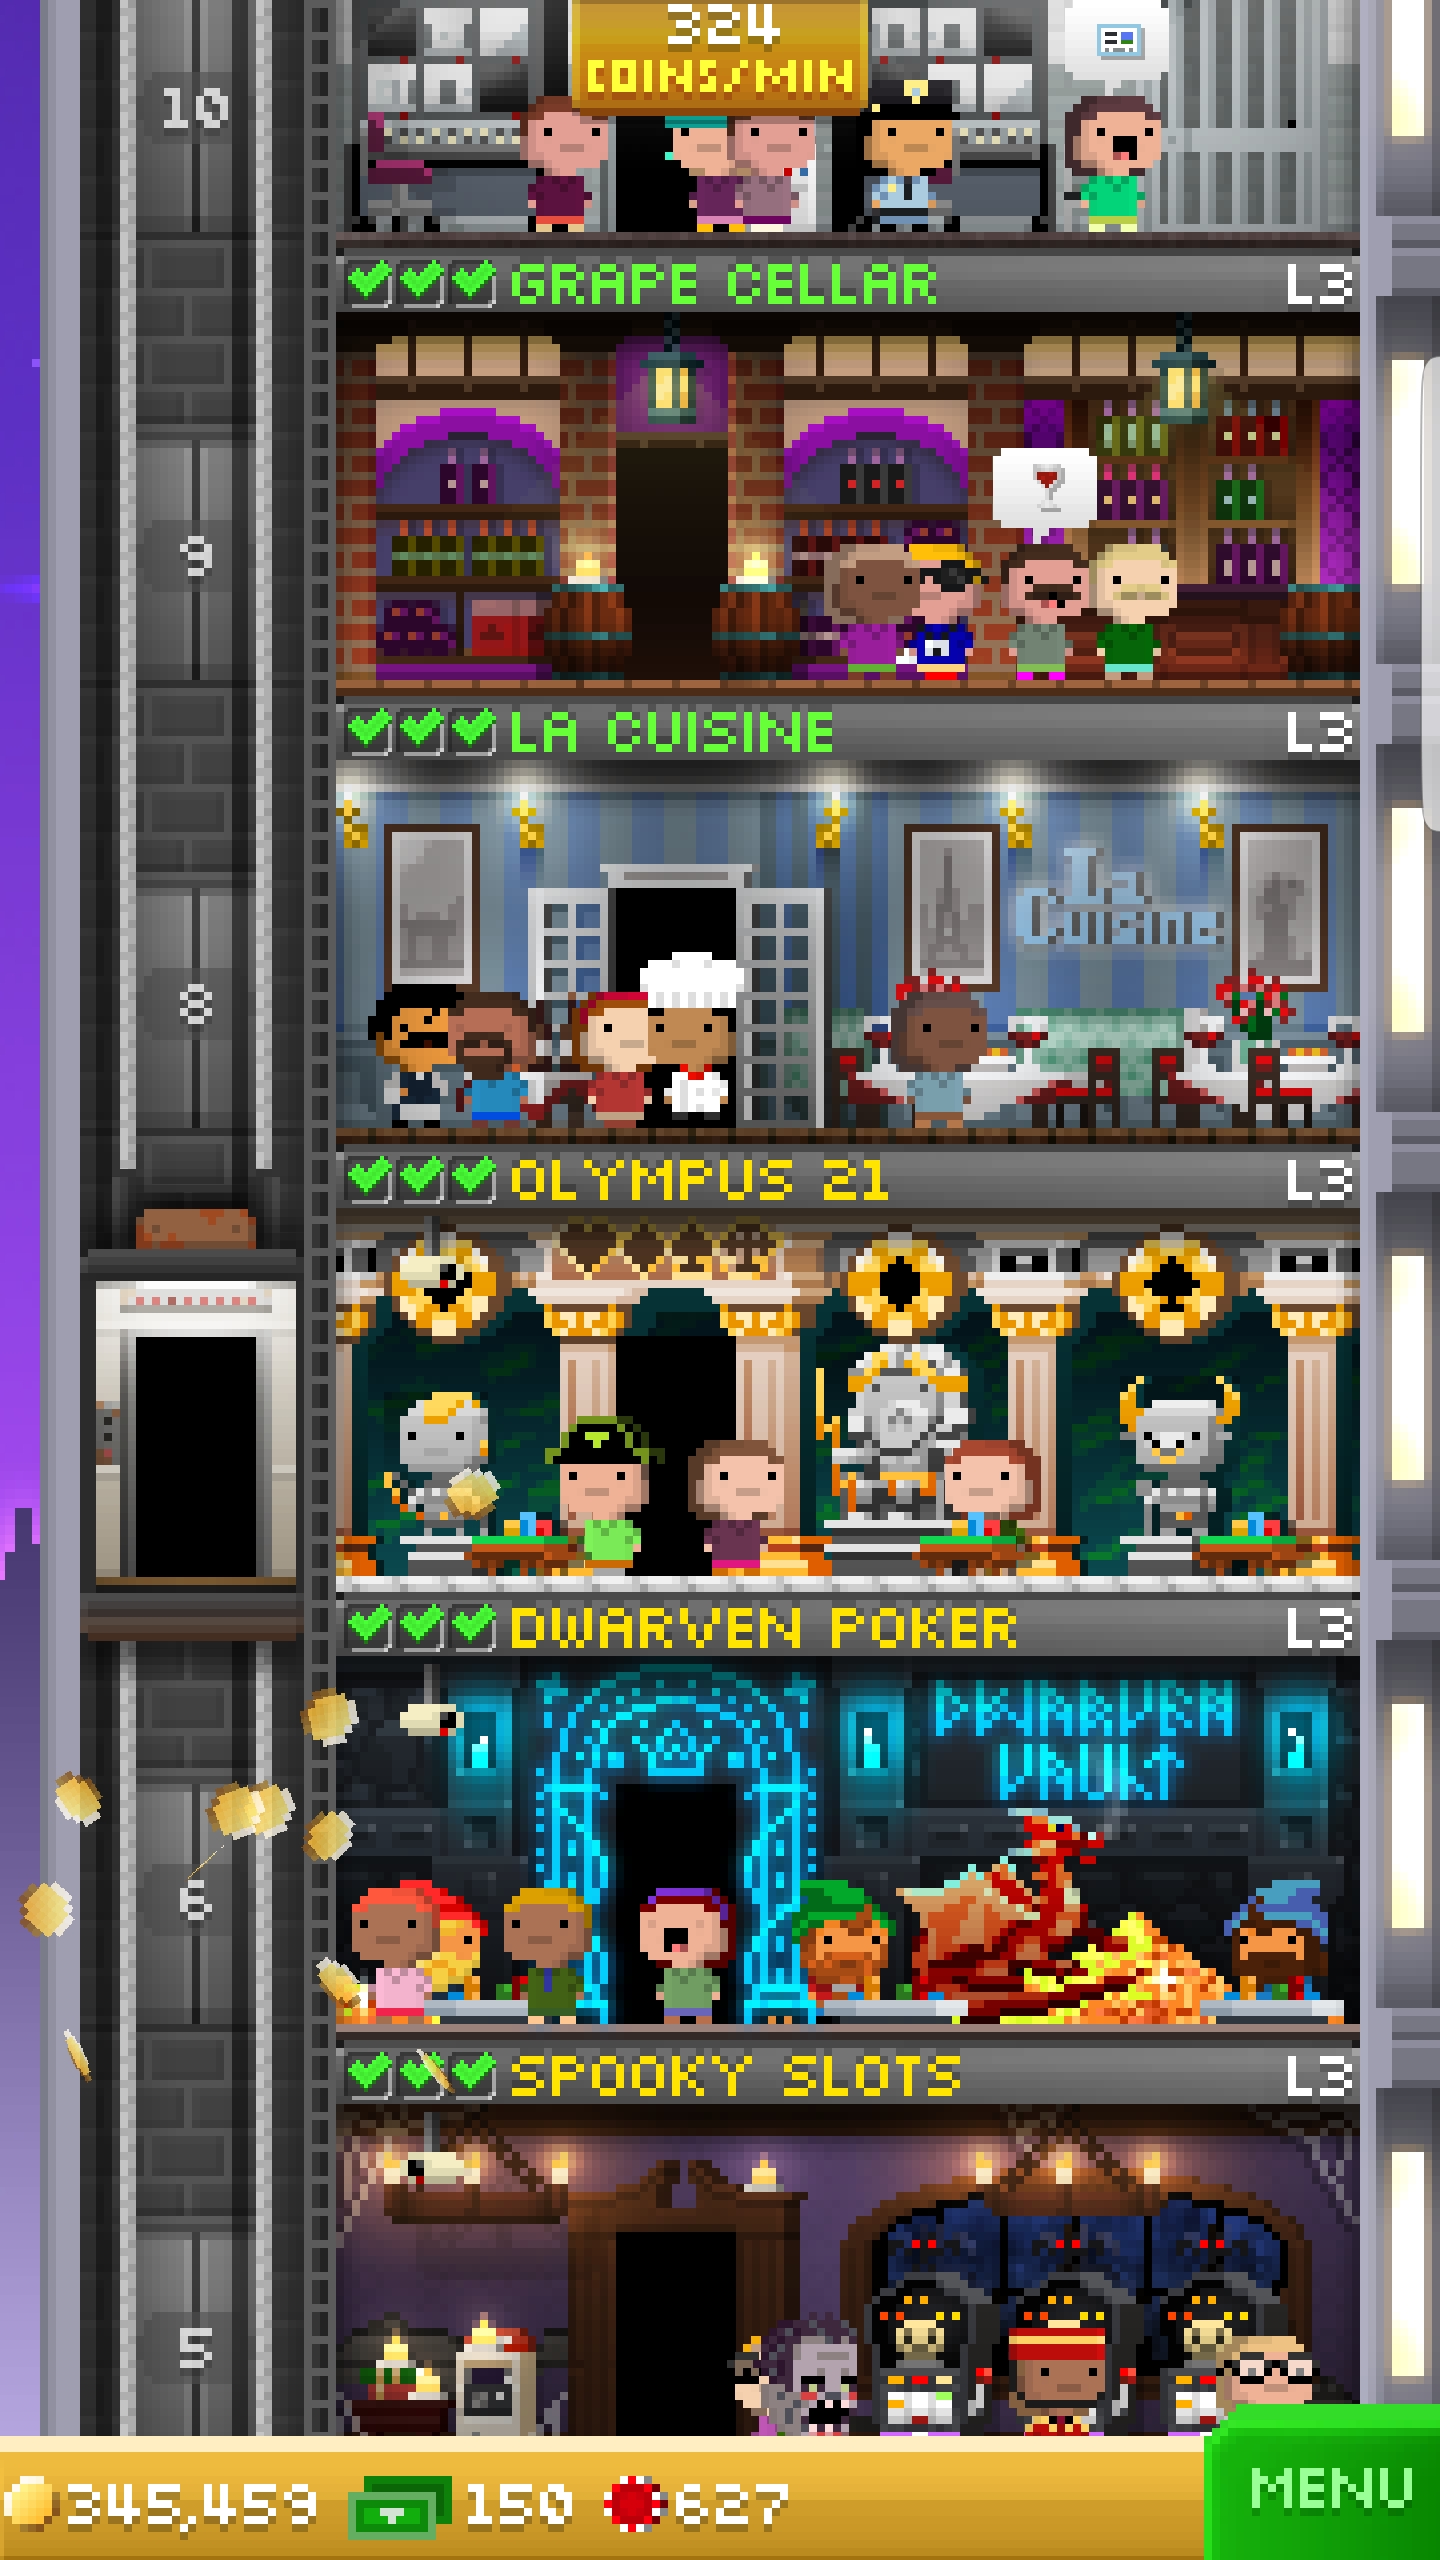 324
COINS/MIN
10
GRAPE CELLAR L3
9
LA CUISINE L3
La
Cuisine
8
OLYMPUS 21 L3
DWARVEN POKER L3
DWARVEN
VAULT
6
SPOOKY SLOTS L3
5
345,459 150 627
MENU